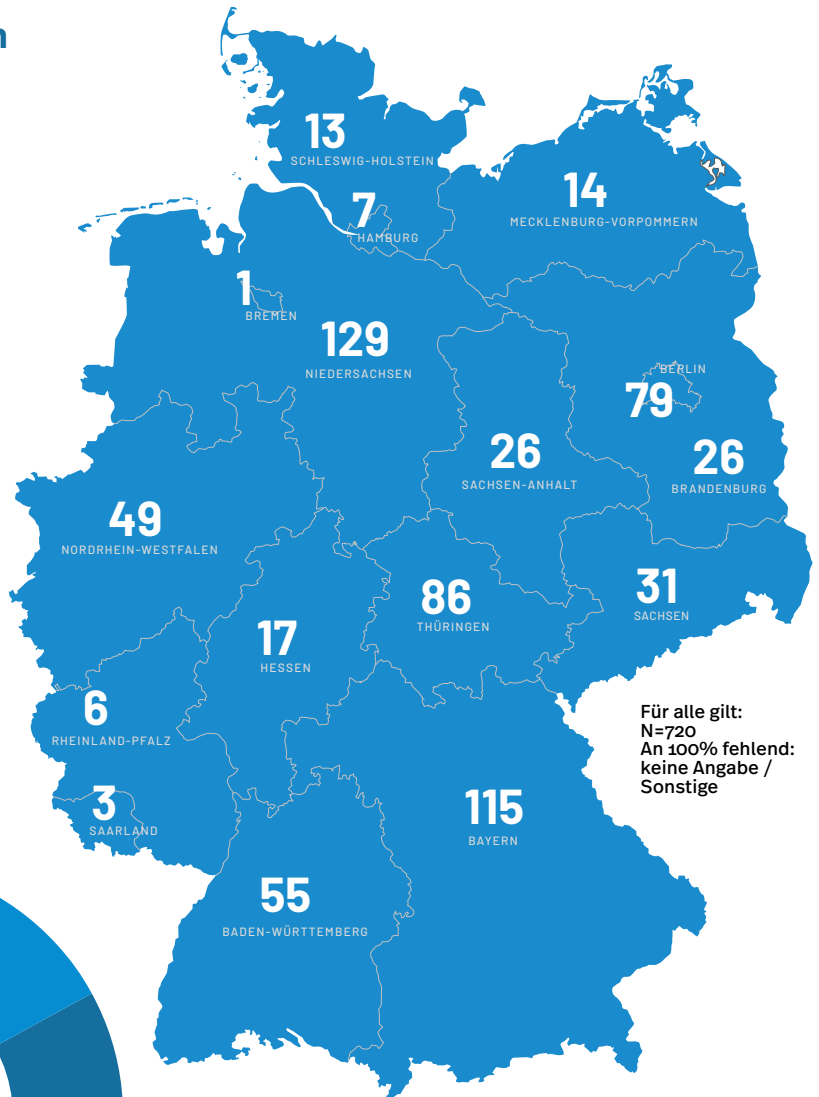 n
13
SCHLESWIG-HOLSTEIN
14
MECKLENBURG-VORPOMMERN
7
HAMBURG
1
BREMEN
129
NIEDERSACHSEN
BERLIN
79
26
SACHSEN-ANHALT
26
BRANDENBURG
49
NORDRHEIN-WESTFALEN
86
THÜRINGEN
31
SACHSEN
17
HESSEN
6
RHEINLAND-PFALZ
Für alle gilt:
N=720
An 100% fehlend:
keine Angabe /
Sonstige
3
SAARLAND
115
BAYERN
55
BADEN-WÜRTTEMBERG